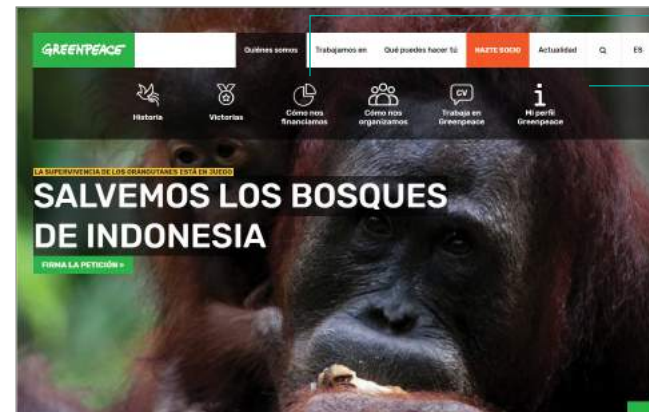 GREENPEACE
Quiénes somos Trabajamos en Qué puedes hacer tú HAZTE SOCIO Actualidad ES
Historia
Victorias
Cómo nos
financiamos
Cómo nos
organizamos
CV
Trabaja en
Greenpeace
i
Mi perfil
Greenpeace
LA SUPERVIVENCIA DE LOS ORANGUTANES ESTÁ EN JUEGO
SALVEMOS LOS BOSQUES
DE INDONESIA
FIRMA LA PETICIÓN »